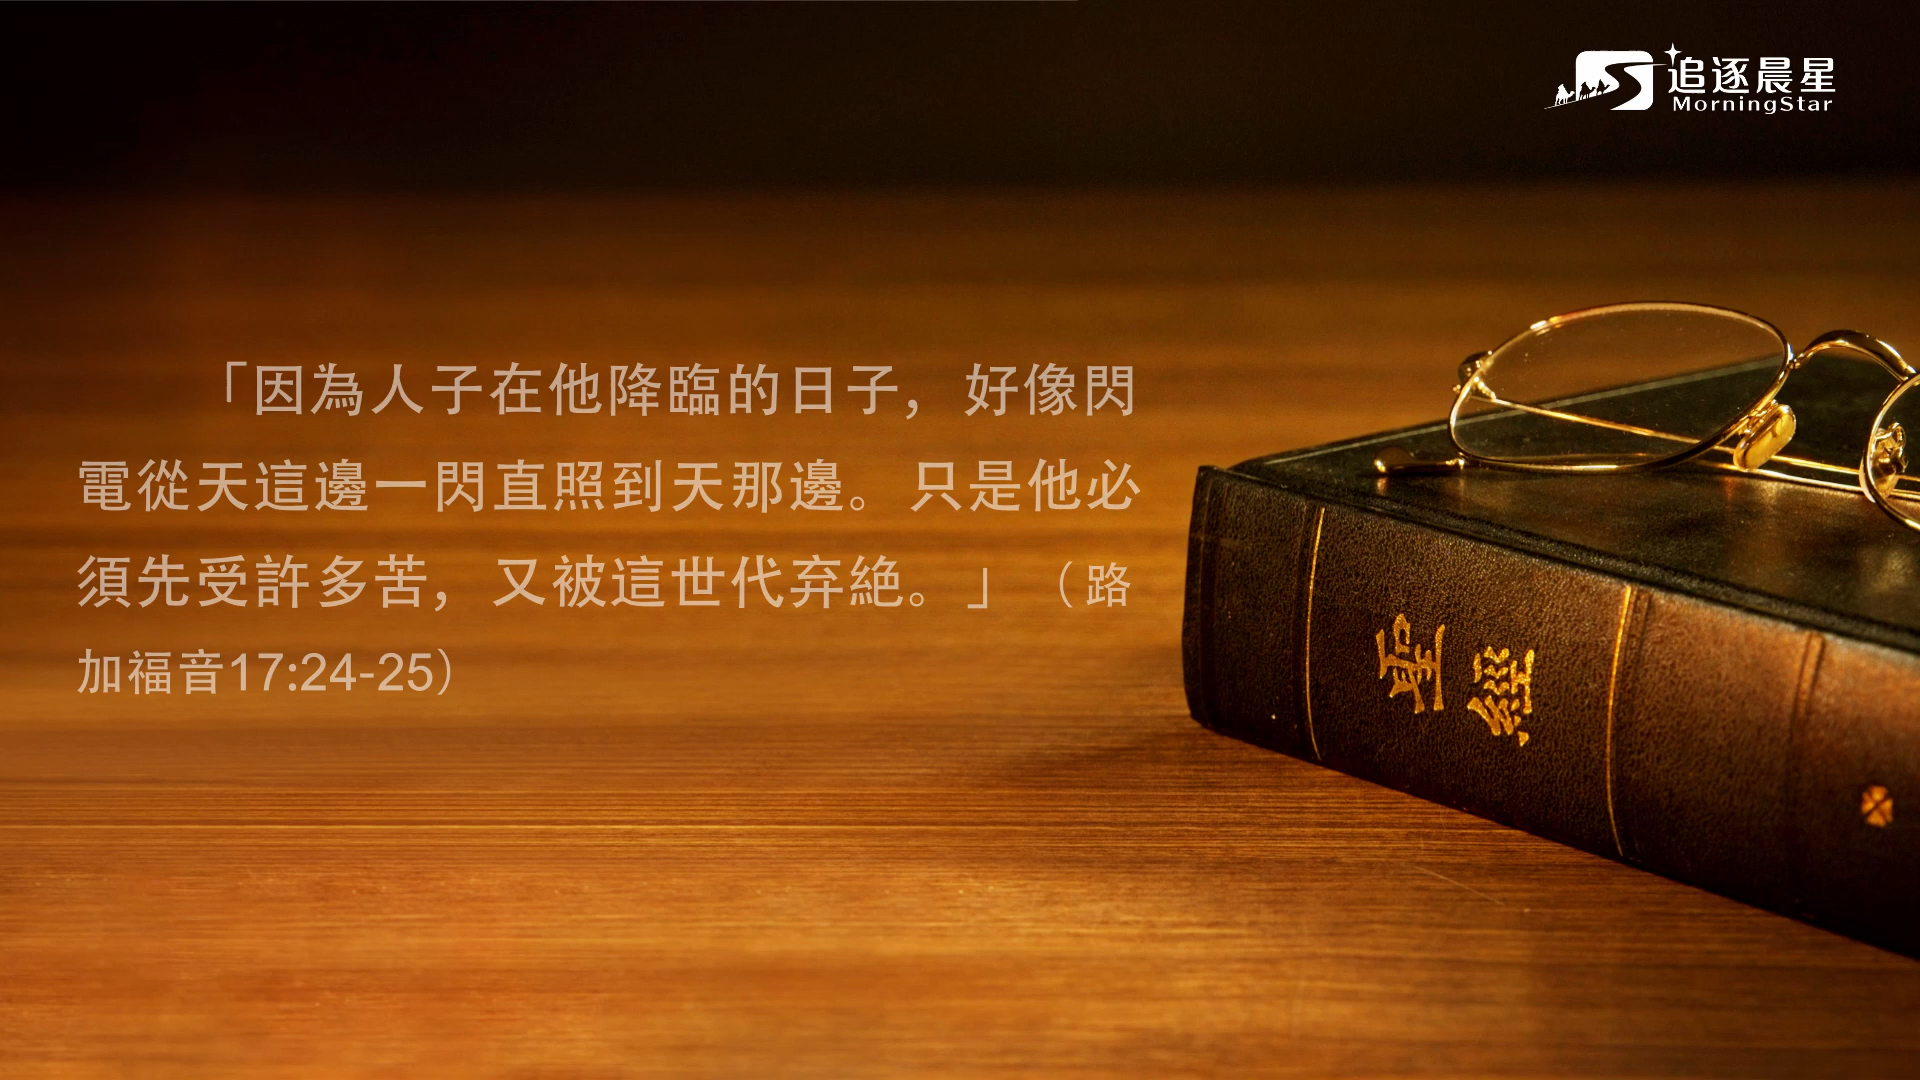 追逐晨星
MorningStar
「因為人子在他降臨的日子，好像閃
電從天這邊一閃直照到天那邊。只是他必
須先受許多苦，又被這世代弃絶。」（路
加福音17:24-25）
聖經